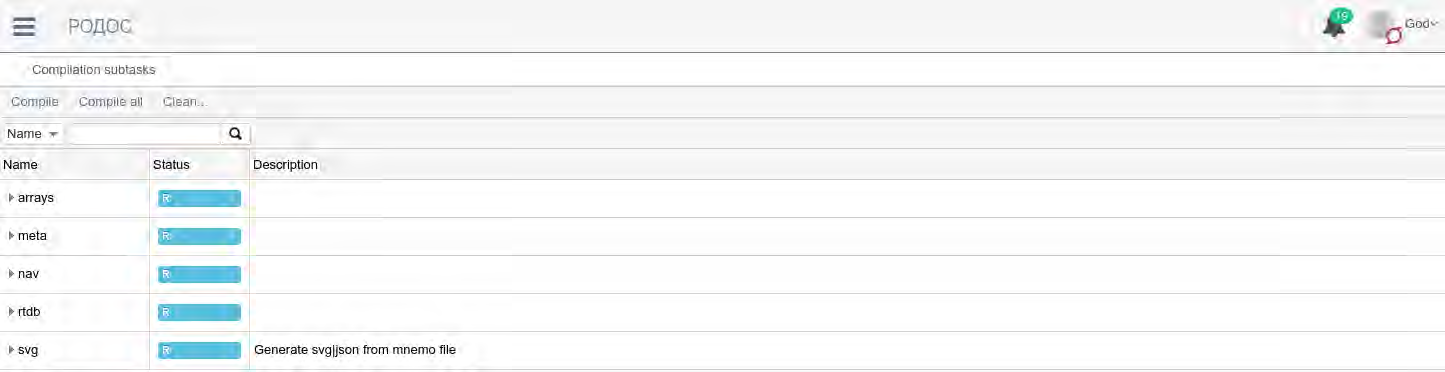 РОДОС
19
God
Compilation subtasks
Compile Compile all Clean...
Name
Name Status Description
arrays R
meta R
nav R
rtdb R
svg R Generate svg|json from mnemo file